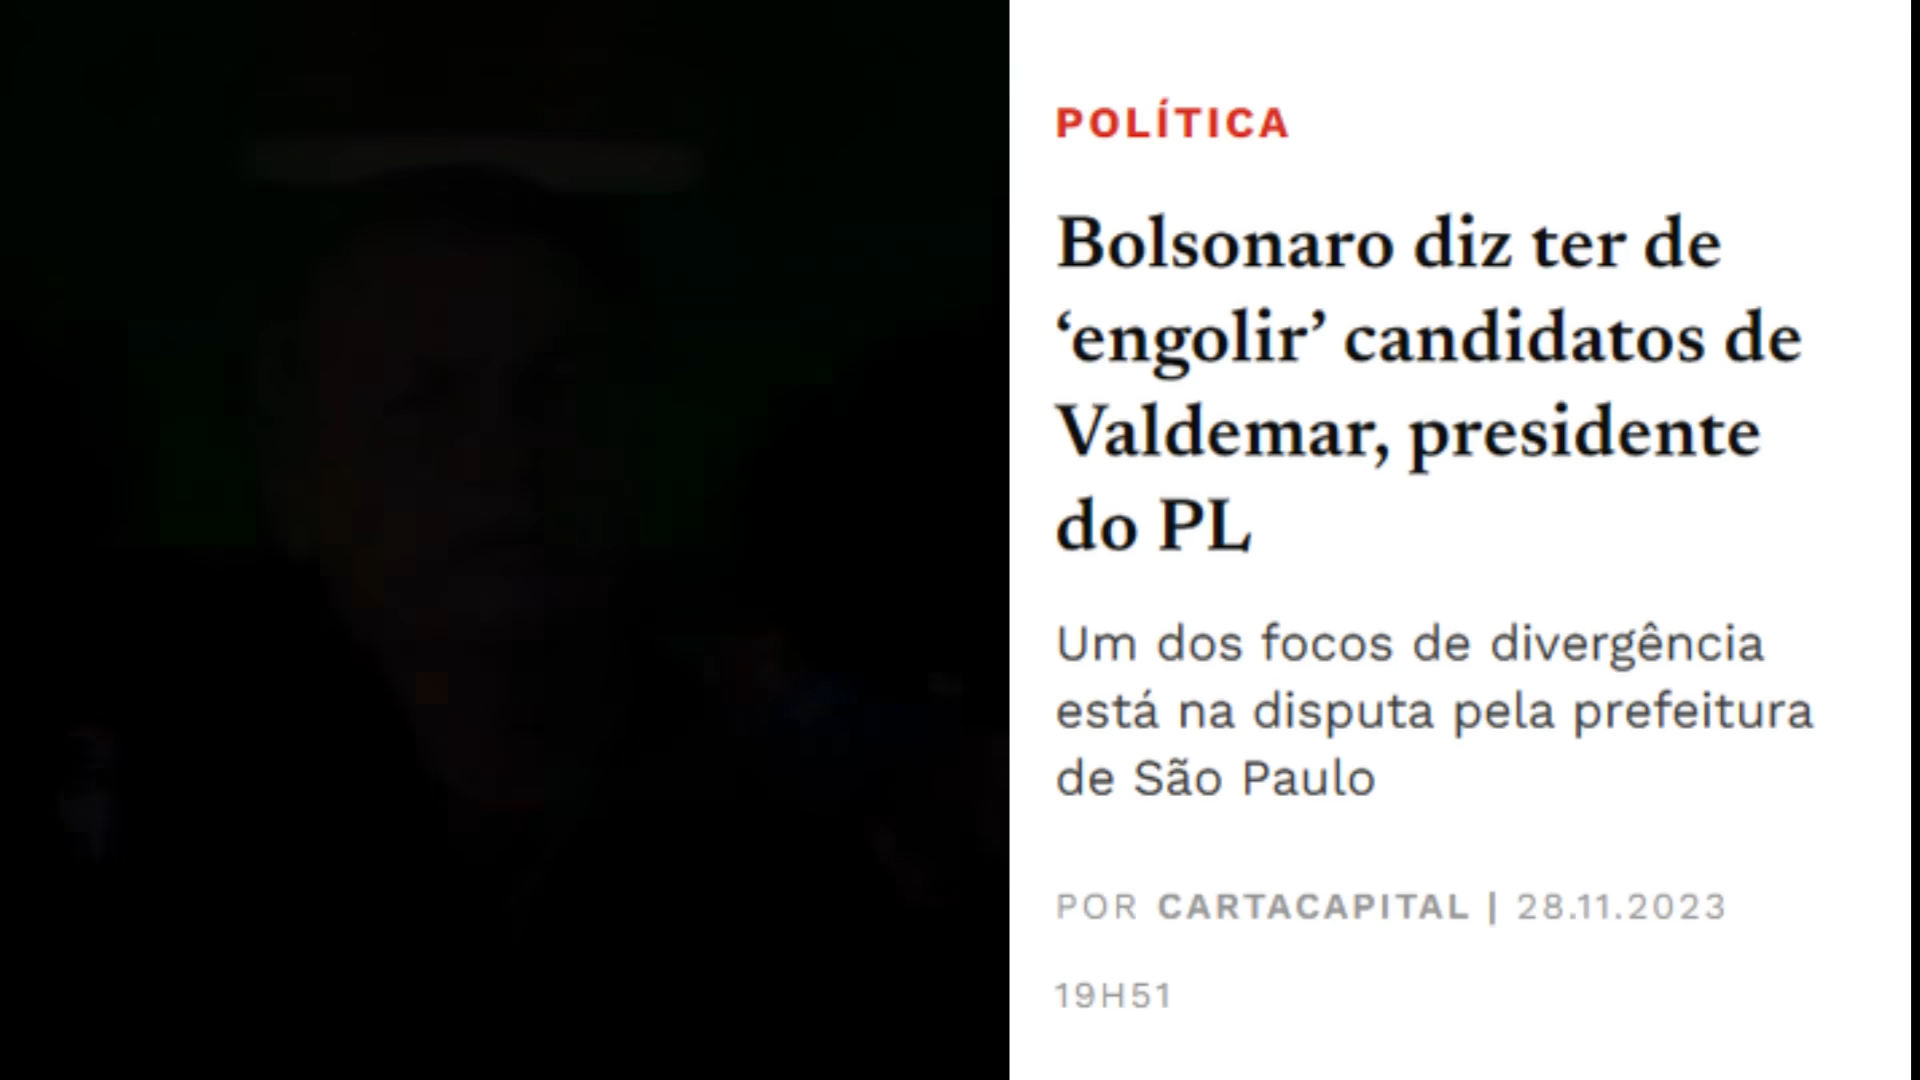 POLÍTICA
Bolsonaro diz ter de
‘engolir’ candidatos de
Valdemar, presidente
do PL
Um dos focos de divergência
está na disputa pela prefeitura
de São Paulo
POR CARTACAPITAL | 28.11.2023
19H51